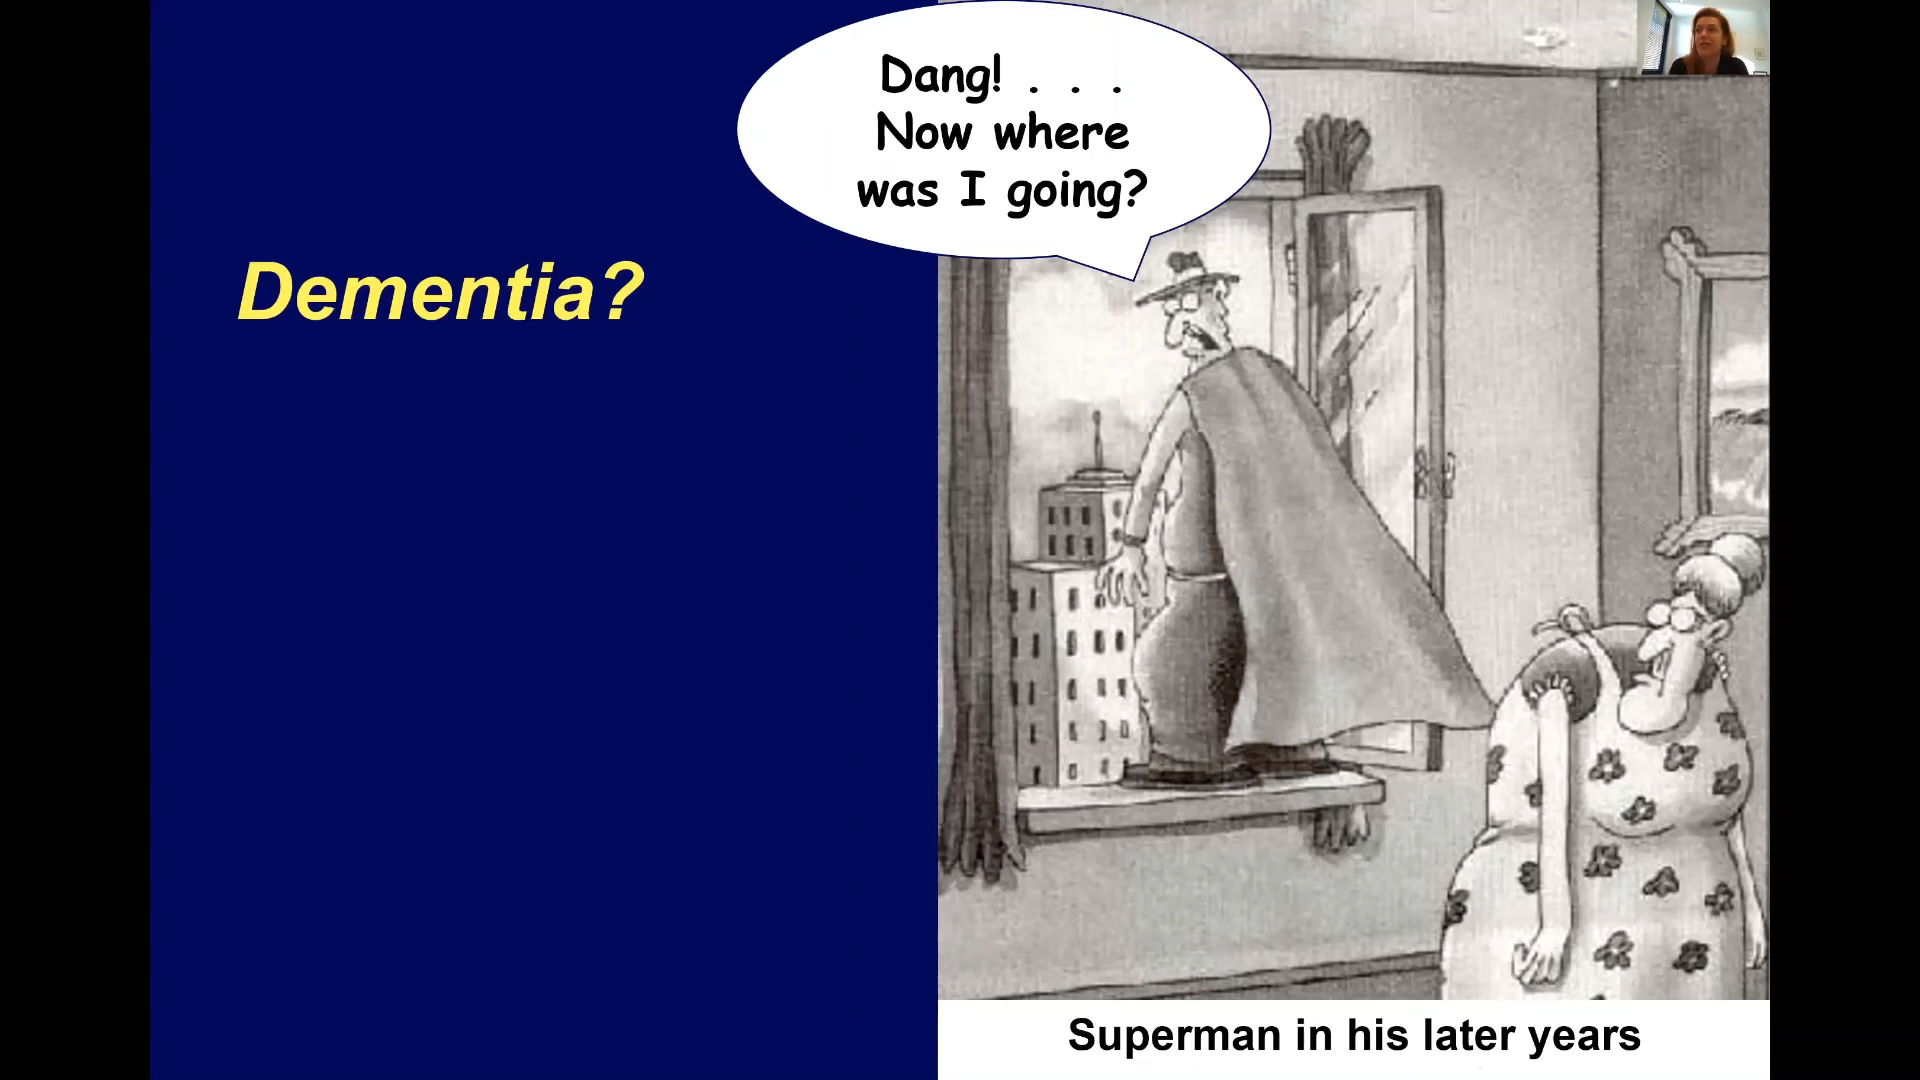 Dang! . . .
Now where
was I going?
Dementia?
Superman in his later years